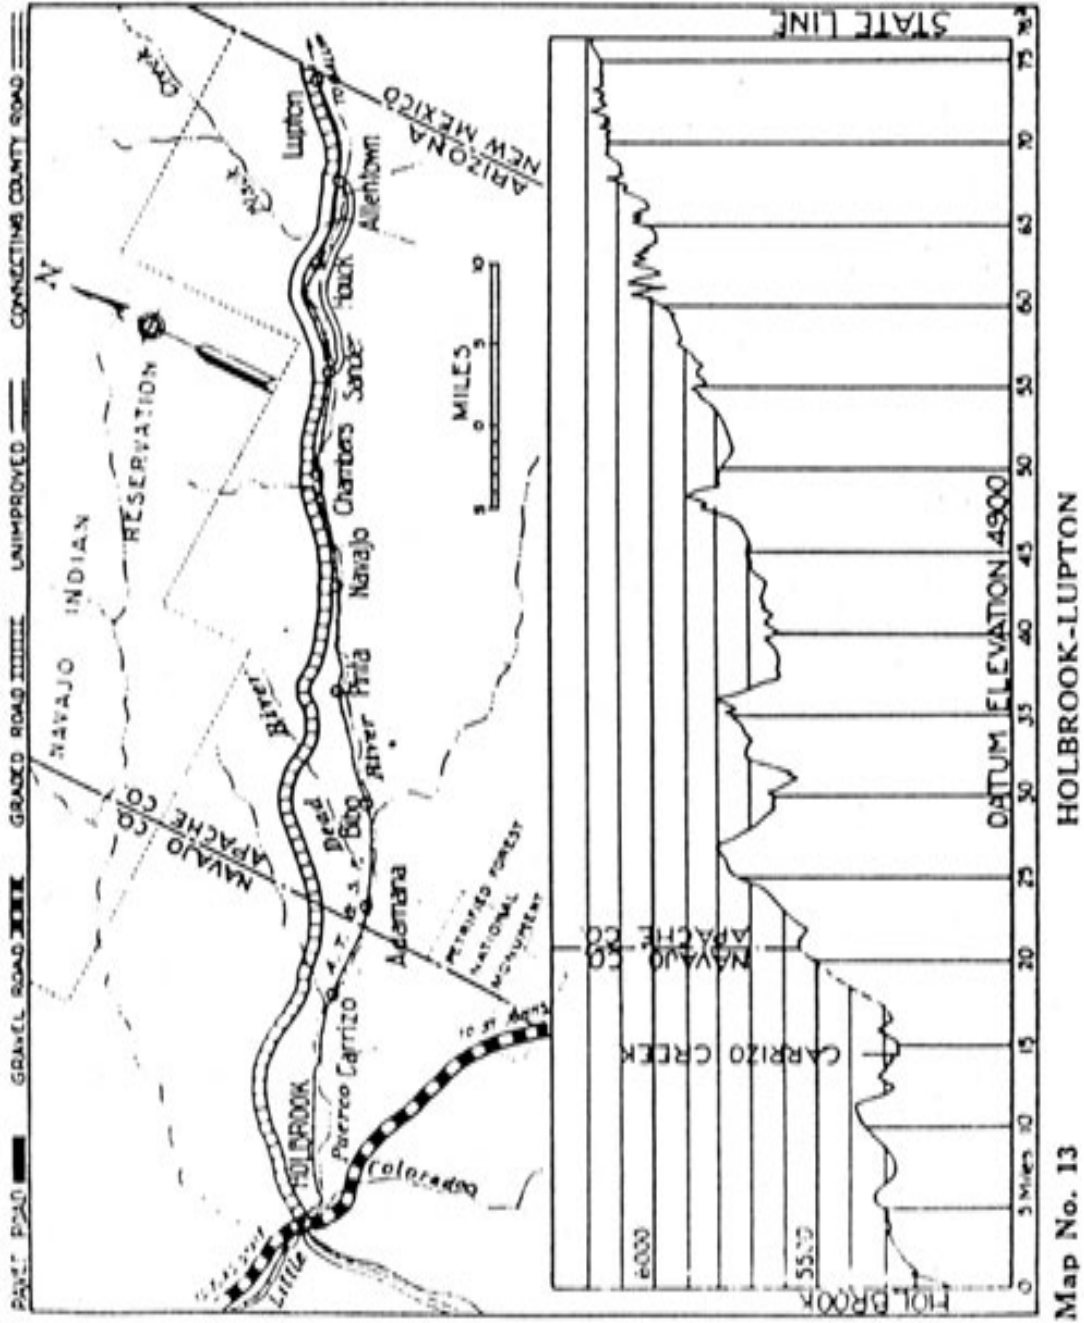 PAVED ROAD GRAVEL ROAD GRADED ROAD UNIMPROVED CONNECTING COUNTY ROAD
NAVAJO INDIAN
RESERVATION
N
NAVAJO CO.
APACHE CO.
River
Dead
HOLBROOK
Puerco
Carrizo
Adamana
Bibo
River
Pinta
Navajo
Chambers
Sander
Houck
Allentown
Lupton
ARIZONA
NEW MEXICO
A. T. & S. F.
PETRIFIED FOREST
NATIONAL
MONUMENT
Little
Colorado
MILES
5 0 5 10
STATE LINE
6000
5500
NAVAJO CO.
APACHE CO.
CARRIZO CREEK
HOLBROOK
DATUM ELEVATION 4900
0 5 Miles 10 15 20 25 30 35 40 45 50 55 60 65 70 75
Map No. 13 HOLBROOK-LUPTON